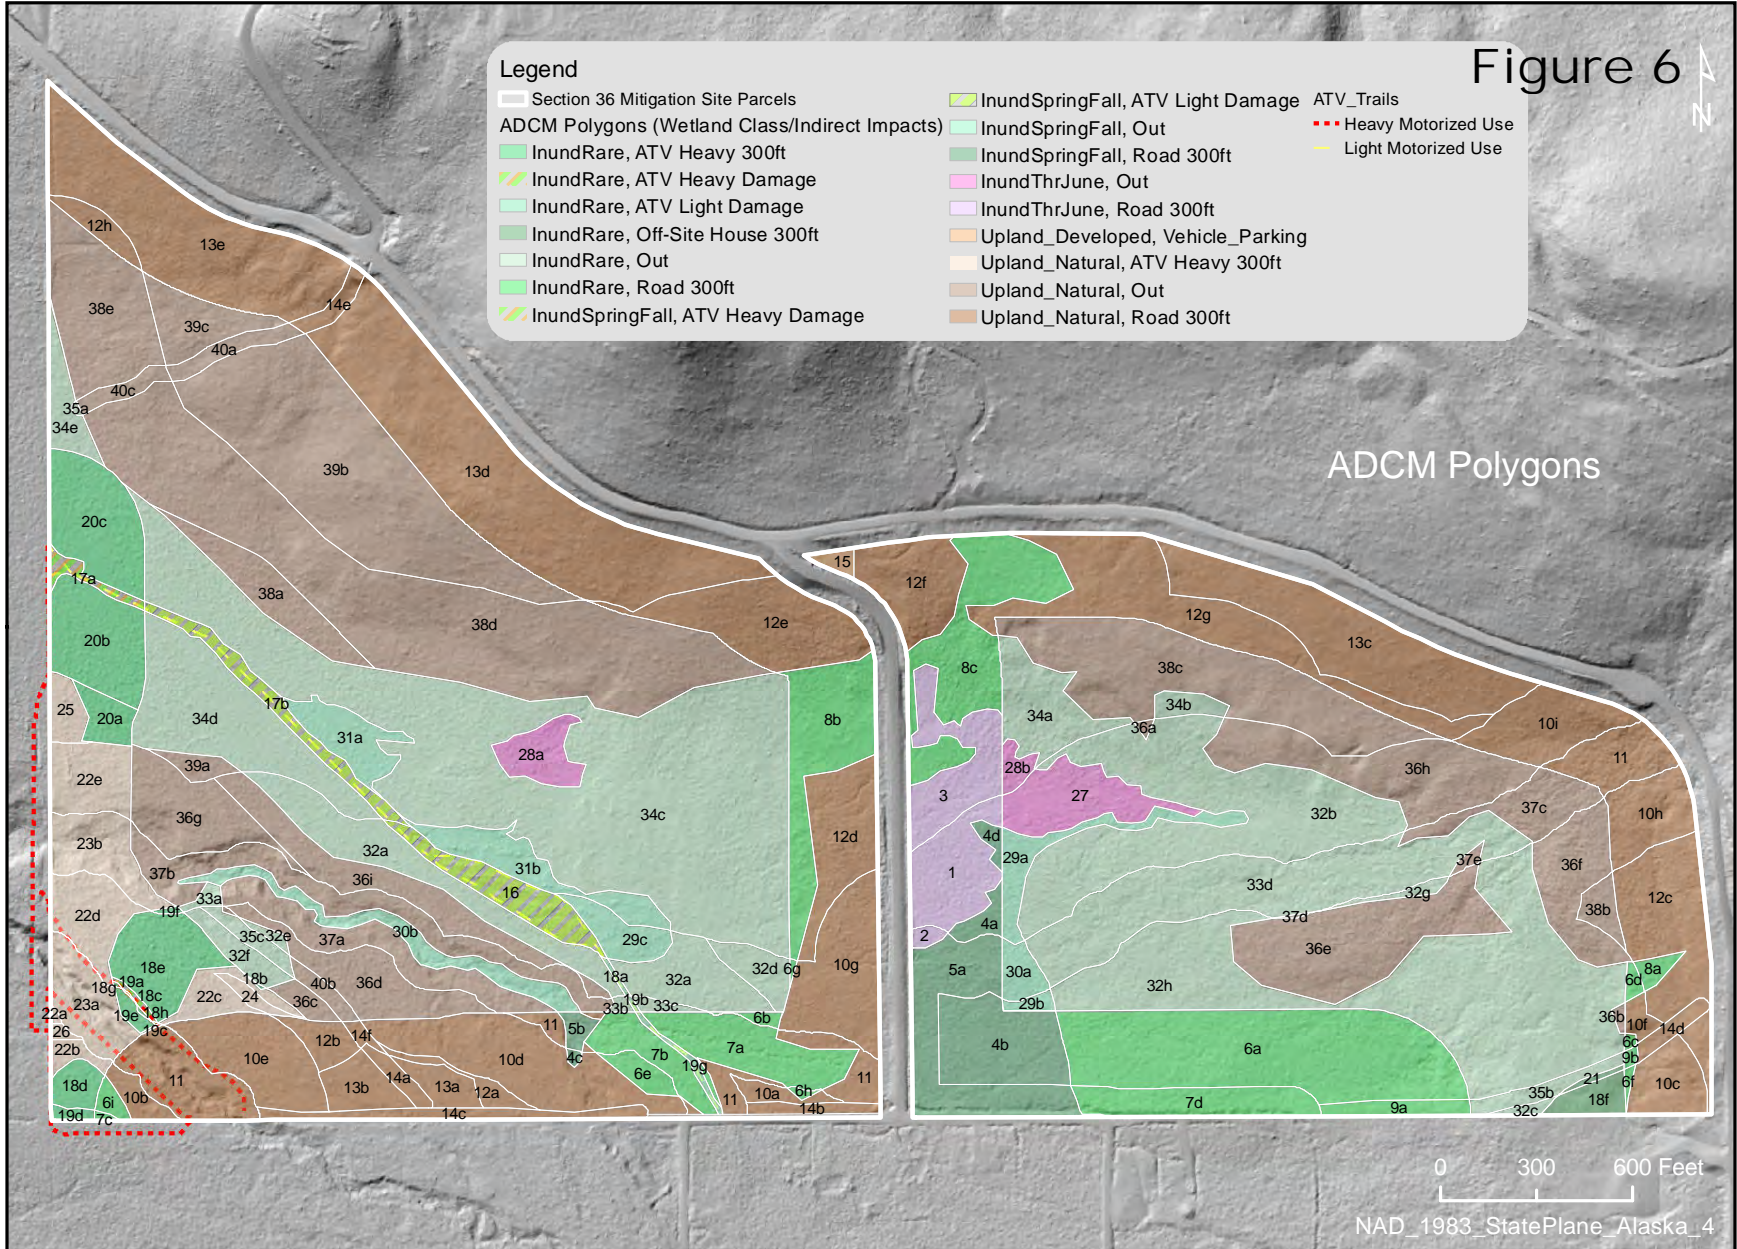 Figure 6
N
Legend
Section 36 Mitigation Site Parcels
ADCM Polygons (Wetland Class/Indirect Impacts)
InundRare, ATV Heavy 300ft
InundRare, ATV Heavy Damage
InundRare, ATV Light Damage
InundRare, Off-Site House 300ft
InundRare, Out
InundRare, Road 300ft
InundSpringFall, ATV Heavy Damage
InundSpringFall, ATV Light Damage
InundSpringFall, Out
InundSpringFall, Road 300ft
InundThrJune, Out
InundThrJune, Road 300ft
Upland_Developed, Vehicle_Parking
Upland_Natural, ATV Heavy 300ft
Upland_Natural, Out
Upland_Natural, Road 300ft
ATV_Trails
Heavy Motorized Use
Light Motorized Use
ADCM Polygons
12h
13e
38e
14e
39c
40a
40c
35a
34e
39b
13d
20c
17a
38a
38d
12e
20b
25
20a
34d
17b
31a
28a
8b
39a
22e
36g
34c
23b
32a
12d
37b
36i
31b
16
33a
22d
19f
35c
32e
37a
30b
29c
32f
18e
18b
40b
36d
18a
32a
32d
6g
10g
18g
19a
18c
22c
24
36c
23a
19e
18h
19b
33b
33c
22a
26
19c
6b
22b
12b
14f
11
5b
10e
10d
4c
7b
7a
18d
11
13b
14a
13a
12a
6e
19g
6i
10b
11
10a
6h
11
19d
7c
14c
14b
15
12f
12g
13c
8c
38c
34a
34b
36a
10i
11
28b
3
27
36h
37c
32b
10h
4d
29a
1
37e
36f
33d
32g
12c
38b
2
4a
37d
36e
5a
30a
32h
8a
6d
29b
36b
10f
14d
4b
6a
6c
9b
21
6f
10c
35b
18f
7d
9a
32c
0 300 600 Feet
NAD_1983_StatePlane_Alaska_4